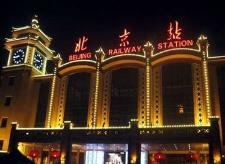 北京站
BEIJING RAILWAY STATION